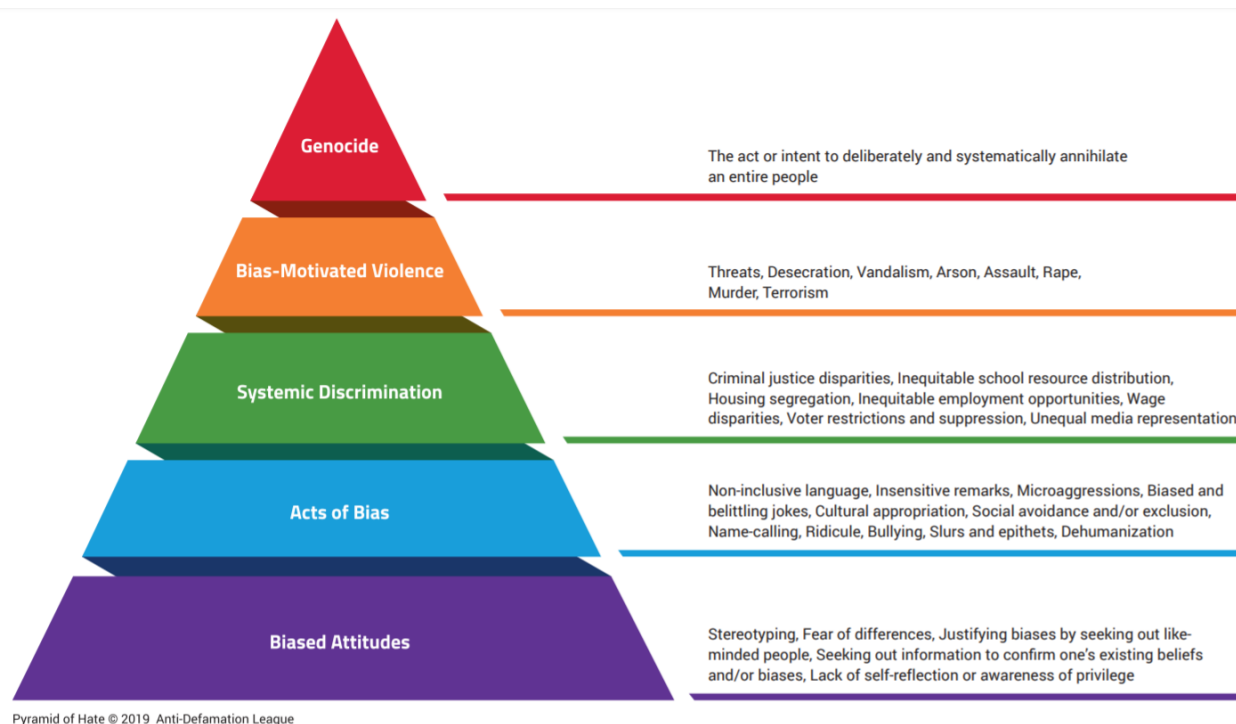 Genocide
The act or intent to deliberately and systematically annihilate
an entire people
Bias-Motivated Violence
Threats, Desecration, Vandalism, Arson, Assault, Rape,
Murder, Terrorism
Systemic Discrimination
Criminal justice disparities, Inequitable school resource distribution,
Housing segregation, Inequitable employment opportunities, Wage
disparities, Voter restrictions and suppression, Unequal media representation
Acts of Bias
Non-inclusive language, Insensitive remarks, Microaggressions, Biased and
belittling jokes, Cultural appropriation, Social avoidance and/or exclusion,
Name-calling, Ridicule, Bullying, Slurs and epithets, Dehumanization
Biased Attitudes
Stereotyping, Fear of differences, Justifying biases by seeking out like-
minded people, Seeking out information to confirm one's existing beliefs
and/or biases, Lack of self-reflection or awareness of privilege
Pyramid of Hate © 2019 Anti-Defamation League